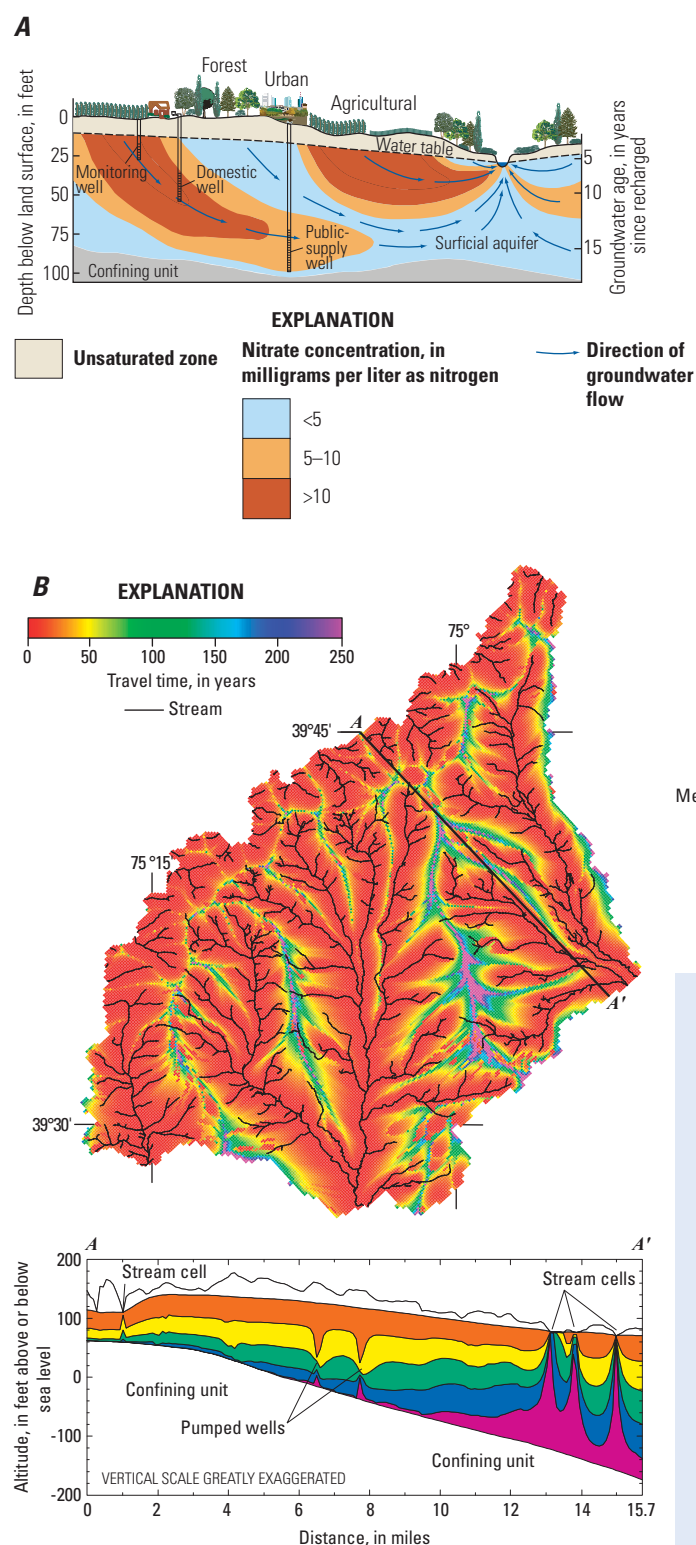 A
Forest
Urban
Agricultural
Depth below land surface, in feet
0
25
50
75
100
Water table
Monitoring
well
Domestic
well
Public-
supply
well
Surficial aquifer
Confining unit
5
10
15
Groundwater age, in years
since recharged
EXPLANATION
Unsaturated zone
Nitrate concentration, in
milligrams per liter as nitrogen
<5
5–10
>10
Direction of
groundwater
flow
B
EXPLANATION
0 50 100 150 200 250
Travel time, in years
Stream
75°
39°45'
A
75°15
39°30'
A'
Me
A
A'
Altitude, in feet above or below
sea level
200
100
0
-100
-200
Stream cell
Stream cells
Confining unit
Pumped wells
Confining unit
VERTICAL SCALE GREATLY EXAGGERATED
0 2 4 6 8 10 12 14 15.7
Distance, in miles